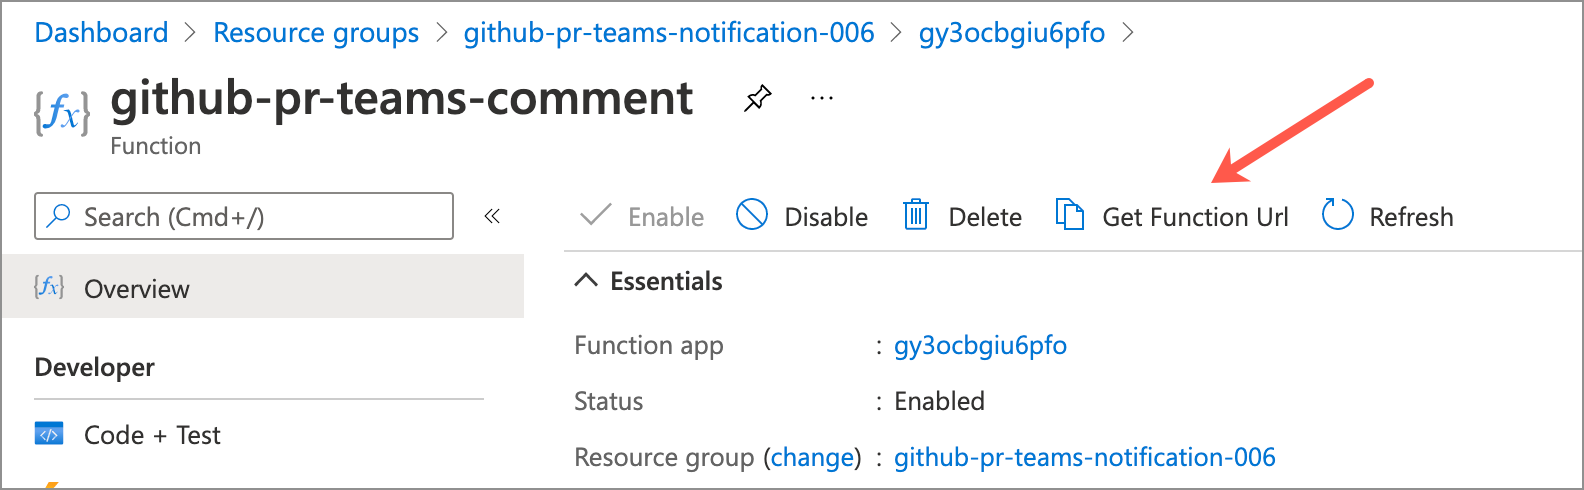 Dashboard > Resource groups > github-pr-teams-notification-006 > gy3ocbgiu6pfo >
{fx} github-pr-teams-comment ...
Function
Search (Cmd+/) «
Enable Disable Delete Get Function Url Refresh
{fx} Overview
Essentials
Function app : gy3ocbgiu6pfo
Developer
Status : Enabled
</> Code + Test
Resource group (change) : github-pr-teams-notification-006